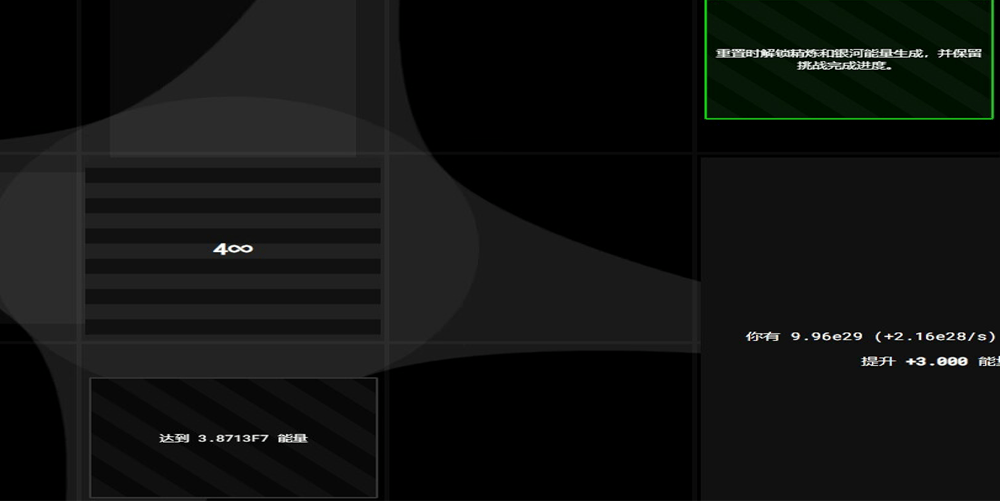 重置时解锁精炼和银河能量生成，并保留
挑战完成进度。
4∞
你有 9.96e29 (+2.16e28/s)
提升 +3.000 能量
达到 3.8713F7 能量